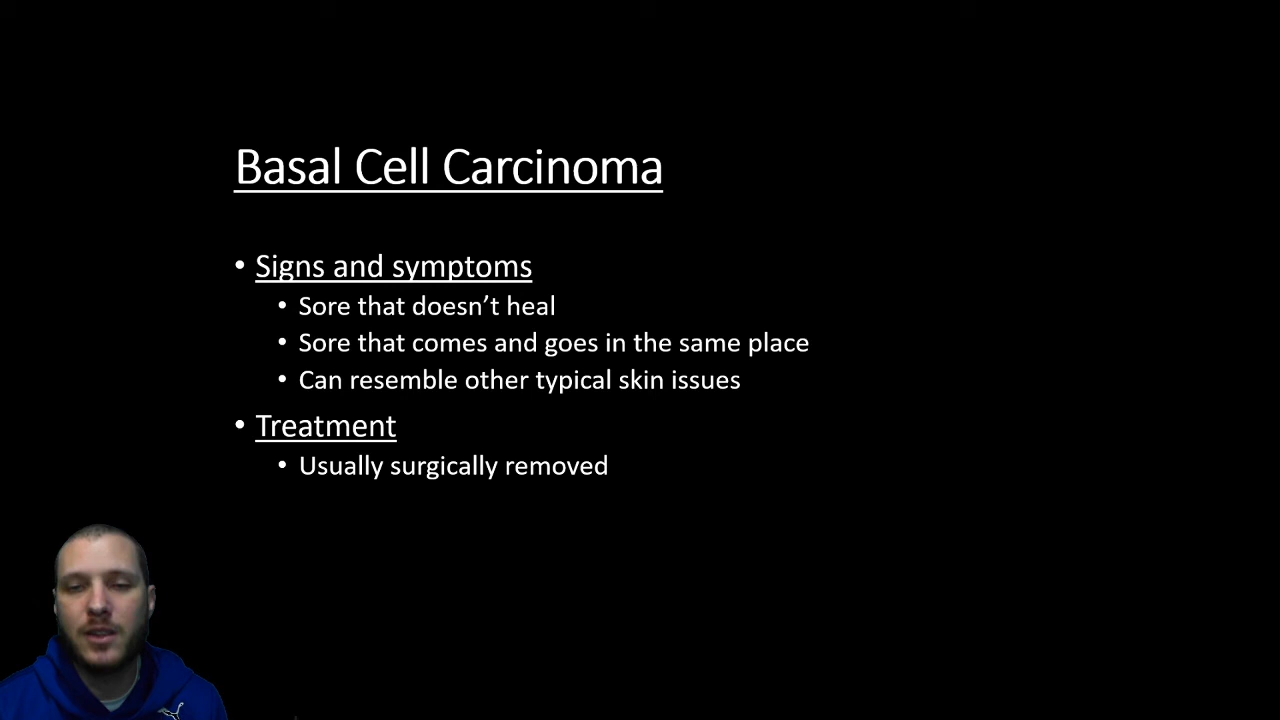 Basal Cell Carcinoma
• Signs and symptoms
• Sore that doesn’t heal
• Sore that comes and goes in the same place
• Can resemble other typical skin issues
• Treatment
• Usually surgically removed